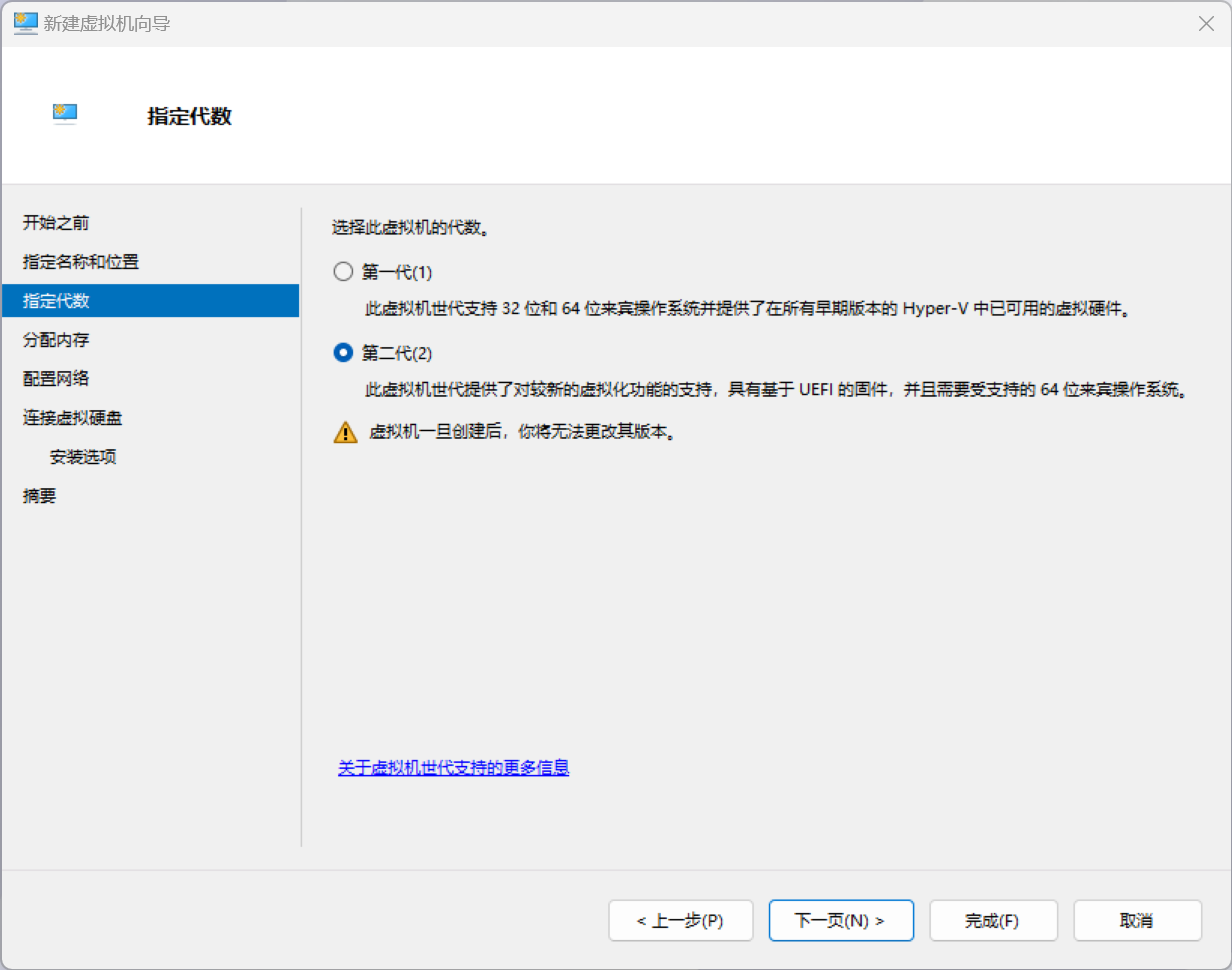 新建虚拟机向导
指定代数
开始之前
指定名称和位置
指定代数
分配内存
配置网络
连接虚拟硬盘
安装选项
摘要
选择此虚拟机的代数。
第一代(1)
此虚拟机世代支持 32 位和 64 位来宾操作系统并提供了在所有早期版本的 Hyper-V 中已可用的虚拟硬件。
第二代(2)
此虚拟机世代提供了对较新的虚拟化功能的支持，具有基于 UEFI 的固件，并且需要受支持的 64 位来宾操作系统。
虚拟机一旦创建后，你将无法更改其版本。
关于虚拟机世代支持的更多信息
< 上一步(P)
下一页(N) >
完成(F)
取消